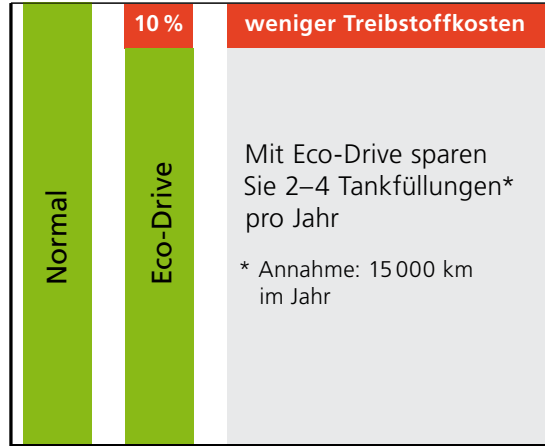 10 % weniger Treibstoffkosten
Normal
Eco-Drive
Mit Eco-Drive sparen
Sie 2–4 Tankfüllungen*
pro Jahr
* Annahme: 15 000 km
im Jahr